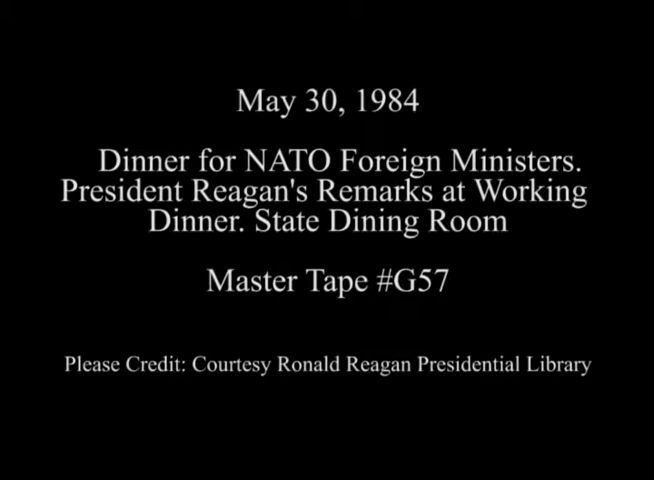 May 30, 1984
Dinner for NATO Foreign Ministers.
President Reagan's Remarks at Working
Dinner. State Dining Room
Master Tape #G57
Please Credit: Courtesy Ronald Reagan Presidential Library